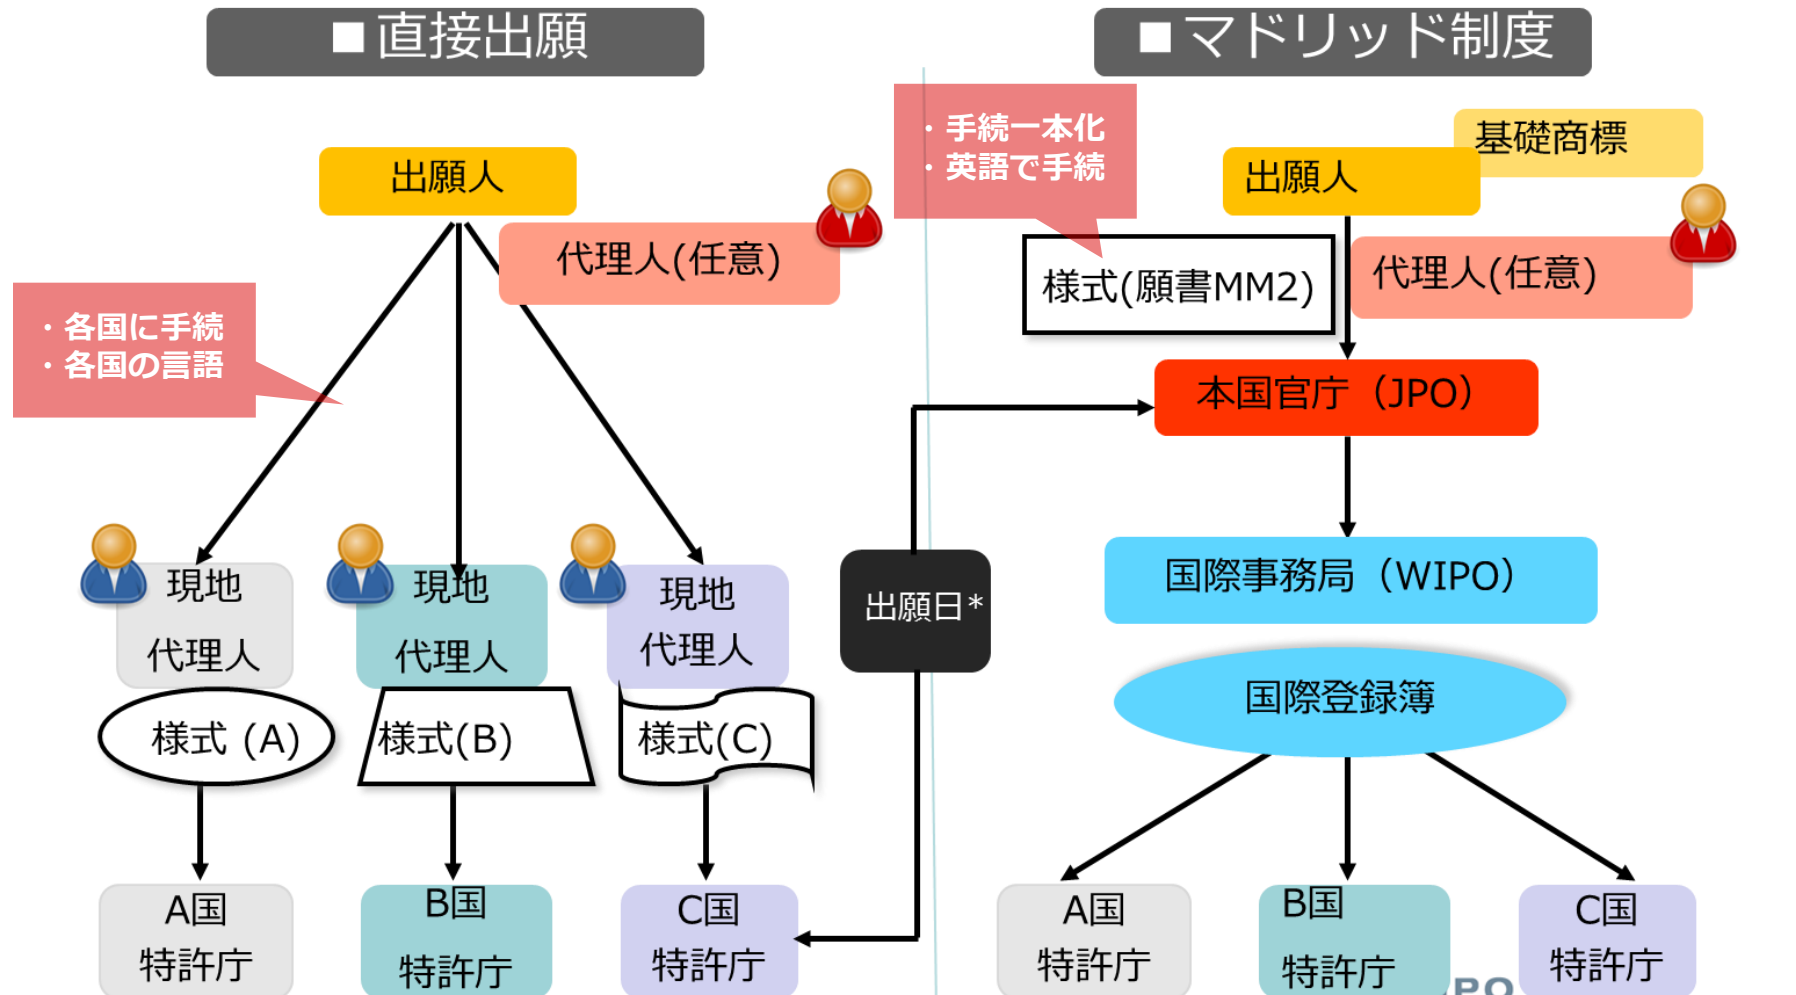 ■直接出願
出願人
代理人(任意)
・各国に手続
・各国の言語
現地
代理人
現地
代理人
現地
代理人
様式 (A)
様式(B)
様式(C)
A国
特許庁
B国
特許庁
C国
特許庁
出願日*
■マドリッド制度
・手続一本化
・英語で手続
基礎商標
出願人
様式(願書MM2)
代理人(任意)
本国官庁（JPO）
国際事務局（WIPO）
国際登録簿
A国
特許庁
B国
特許庁
C国
特許庁